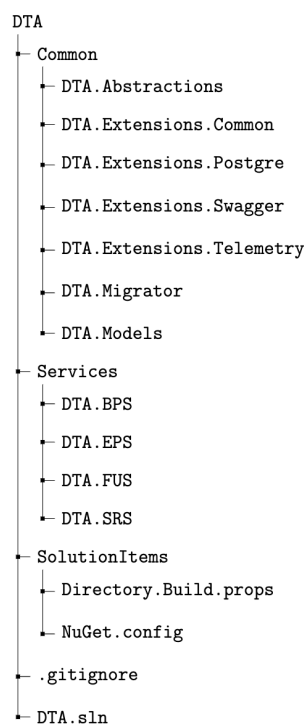 DTA
Common
DTA.Abstractions
DTA.Extensions.Common
DTA.Extensions.Postgre
DTA.Extensions.Swagger
DTA.Extensions.Telemetry
DTA.Migrator
DTA.Models
Services
DTA.BPS
DTA.EPS
DTA.FUS
DTA.SRS
SolutionItems
Directory.Build.props
NuGet.config
.gitignore
DTA.sln